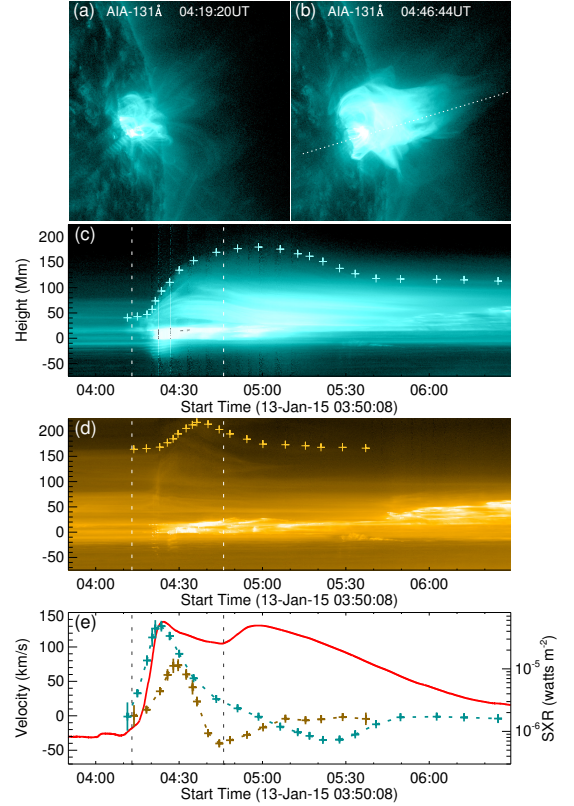 (a) AIA-131Å 04:19:20UT
(b) AIA-131Å 04:46:44UT
(c)
Height (Mm)
200
150
100
50
0
-50
04:00 04:30 05:00 05:30 06:00
Start Time (13-Jan-15 03:50:08)
(d)
200
150
100
50
0
-50
04:00 04:30 05:00 05:30 06:00
Start Time (13-Jan-15 03:50:08)
(e)
Velocity (km/s)
150
100
50
0
-50
SXR (watts m⁻²)
10⁻⁵
10⁻⁶
04:00 04:30 05:00 05:30 06:00
Start Time (13-Jan-15 03:50:08)